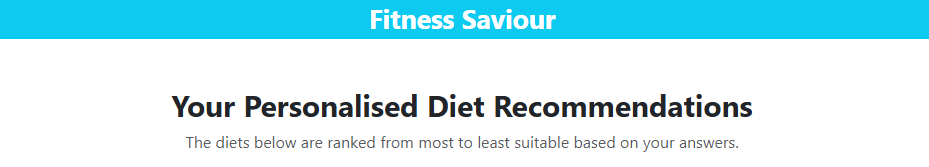 Fitness Saviour
Your Personalised Diet Recommendations
The diets below are ranked from most to least suitable based on your answers.